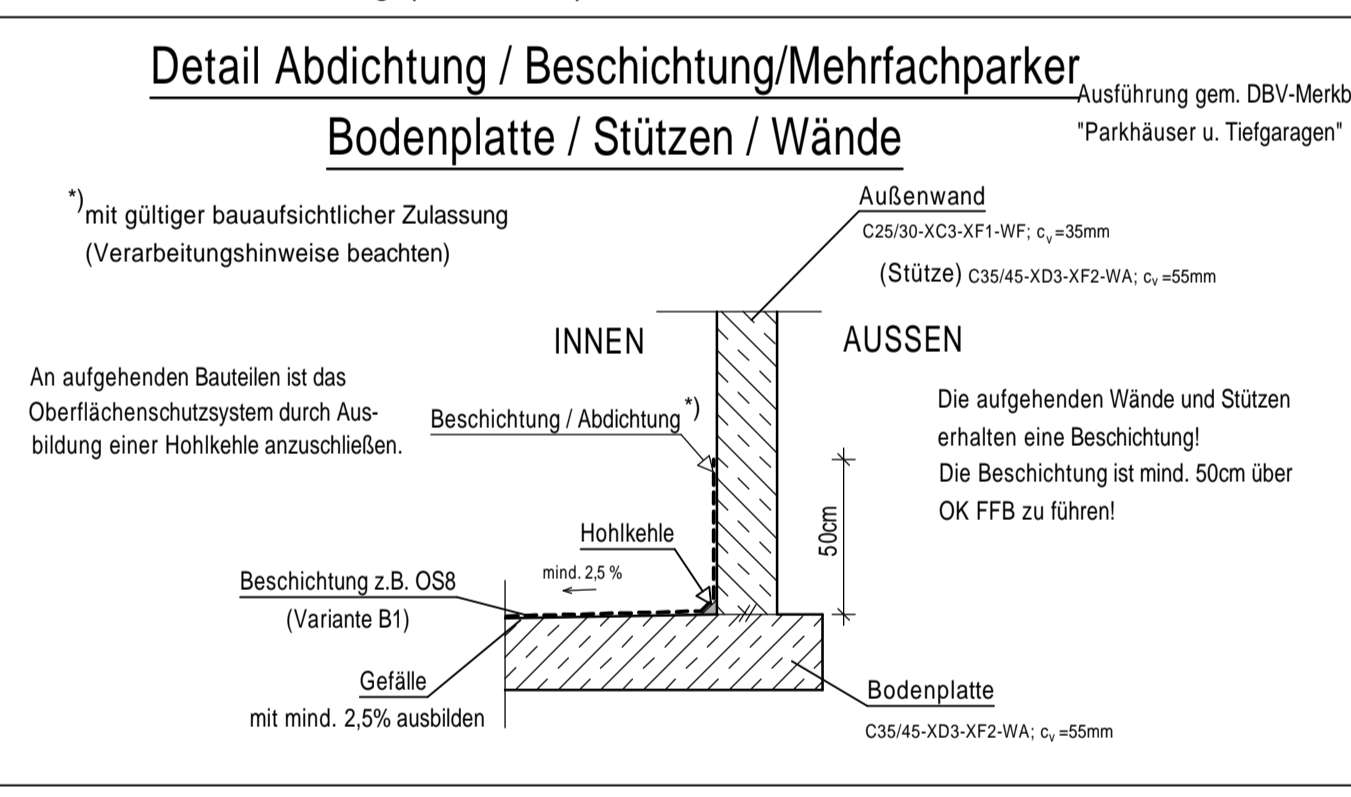 Detail Abdichtung / Beschichtung/Mehrfachparker
Bodenplatte / Stützen / Wände
Ausführung gem. DBV-Merkb
"Parkhäuser u. Tiefgaragen"
*)
mit gültiger bauaufsichtlicher Zulassung
(Verarbeitungshinweise beachten)
Außenwand
C25/30-XC3-XF1-WF; cv=35mm
(Stütze) C35/45-XD3-XF2-WA; cv=55mm
INNEN
AUSSEN
An aufgehenden Bauteilen ist das
Oberflächenschutzsystem durch Aus-
bildung einer Hohlkehle anzuschließen.
Beschichtung / Abdichtung *)
Die aufgehenden Wände und Stützen
erhalten eine Beschichtung!
Die Beschichtung ist mind. 50cm über
OK FFB zu führen!
50cm
Hohlkehle
mind. 2,5 %
Beschichtung z.B. OS8
(Variante B1)
Gefälle
mit mind. 2,5% ausbilden
Bodenplatte
C35/45-XD3-XF2-WA; cv=55mm